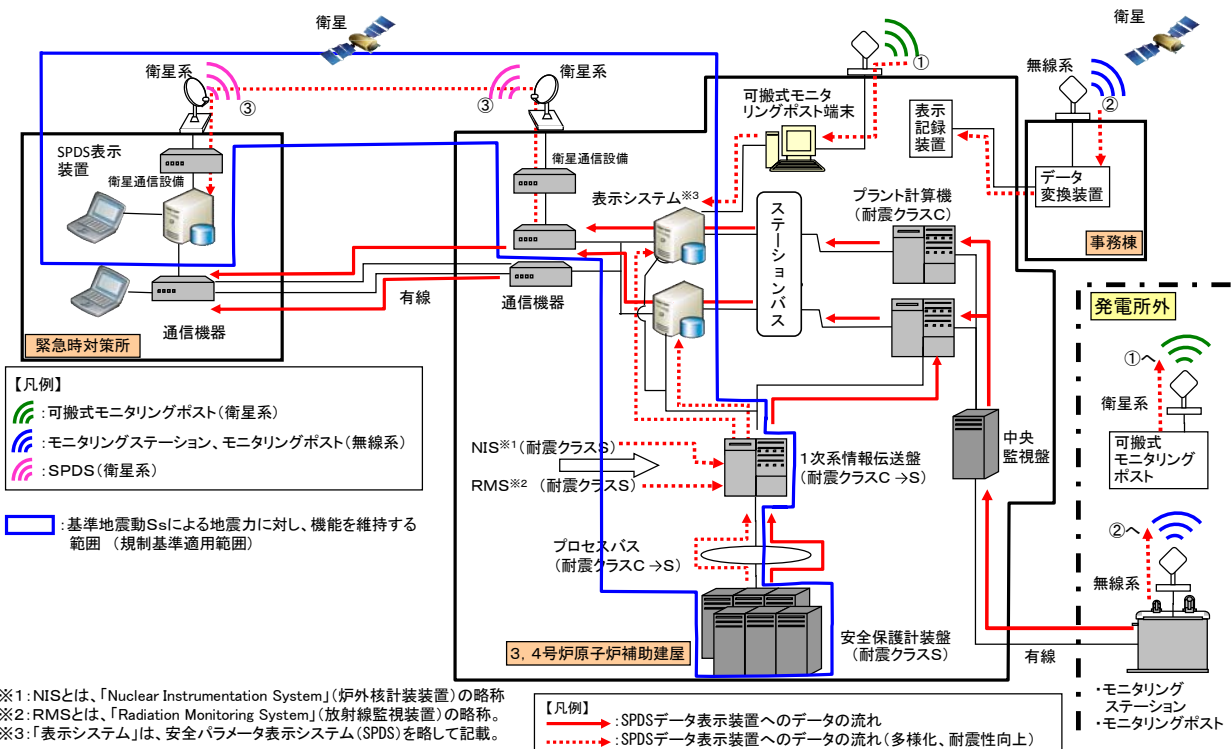 衛星
衛星
衛星系
衛星系
無線系
①
②
③
③
SPDS表示
装置
衛星通信設備
衛星通信設備
可搬式モニタ
リングポスト端末
表示
記録
装置
データ
変換装置
事務棟
表示システム※3
ステーションバス
プラント計算機
(耐震クラスC)
有線
通信機器
通信機器
緊急時対策所
発電所外
①へ
衛星系
可搬式
モニタリング
ポスト
中央
監視盤
【凡例】
:可搬式モニタリングポスト(衛星系)
:モニタリングステーション、モニタリングポスト(無線系)
:SPDS(衛星系)
:基準地震動Ssによる地震力に対し、機能を維持する
範囲 (規制基準適用範囲)
NIS※1(耐震クラスS)
RMS※2 (耐震クラスS)
1次系情報伝送盤
(耐震クラスC→S)
プロセスバス
(耐震クラスC→S)
安全保護計装盤
(耐震クラスS)
3,4号炉原子炉補助建屋
②へ
無線系
有線
・モニタリング
ステーション
・モニタリングポスト
※1:NISとは、「Nuclear Instrumentation System」(炉外核計装装置)の略称
※2:RMSとは、「Radiation Monitoring System」(放射線監視装置)の略称。
※3:「表示システム」は、安全パラメータ表示システム(SPDS)を略して記載。
【凡例】
:SPDSデータ表示装置へのデータの流れ
:SPDSデータ表示装置へのデータの流れ(多様化、耐震性向上)